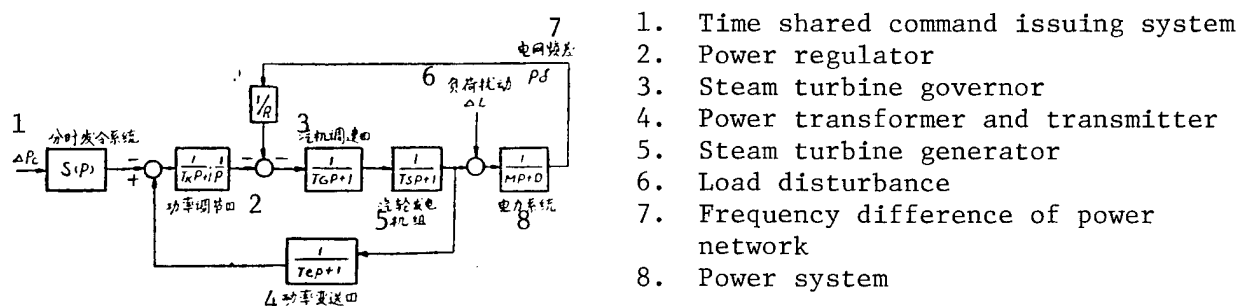 7
电网频差
6 负荷扰动 pδ
ΔL
1/R
1
分时发令系统
3
汽机调速口
ΔPc
S(P)
-
+
1/TKP+1 · 1/P
-
-
1/TGP+1
1/TSP+1
1/MP+D
功率调节口 2
汽轮发电
5 机组
电力系统
8
1/TeP+1
4 功率变送口
1. Time shared command issuing system
2. Power regulator
3. Steam turbine governor
4. Power transformer and transmitter
5. Steam turbine generator
6. Load disturbance
7. Frequency difference of power
network
8. Power system